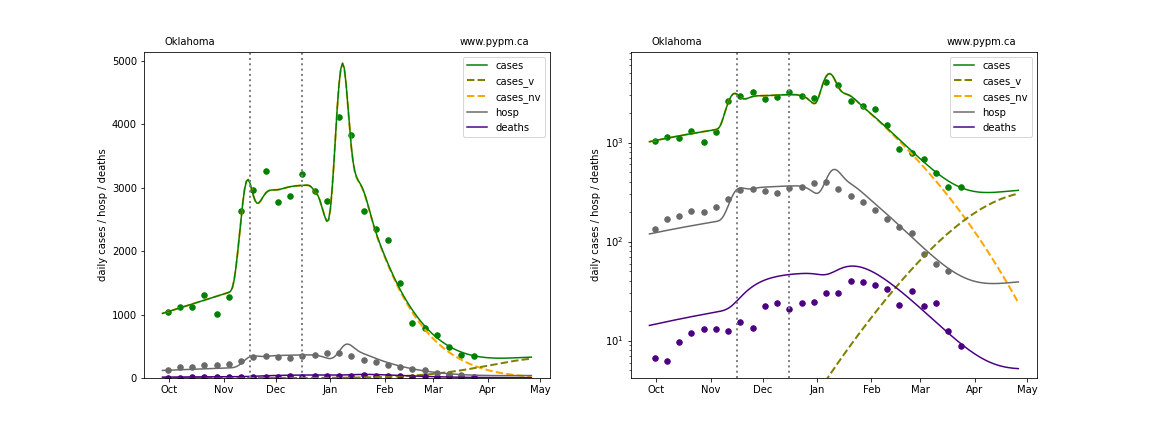 Oklahoma www.pypm.ca
5000
4000
3000
2000
1000
0
daily cases / hosp / deaths
cases
cases_v
cases_nv
hosp
deaths
Oct Nov Dec Jan Feb Mar Apr May
Oklahoma www.pypm.ca
10³
10²
10¹
daily cases / hosp / deaths
cases
cases_v
cases_nv
hosp
deaths
Oct Nov Dec Jan Feb Mar Apr May